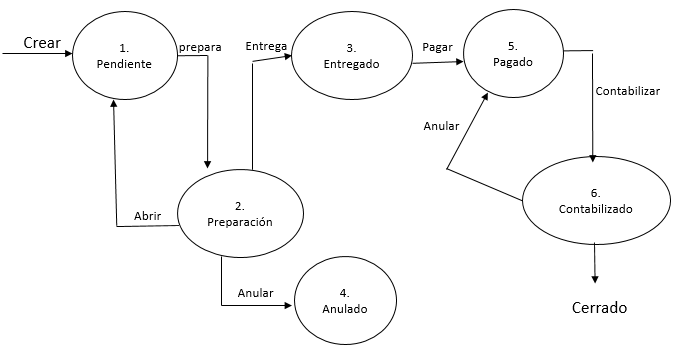 Crear
1.
Pendiente
prepara
Entrega
3.
Entregado
Pagar
5.
Pagado
Contabilizar
Anular
2.
Preparación
Abrir
6.
Contabilizado
Anular
4.
Anulado
Cerrado